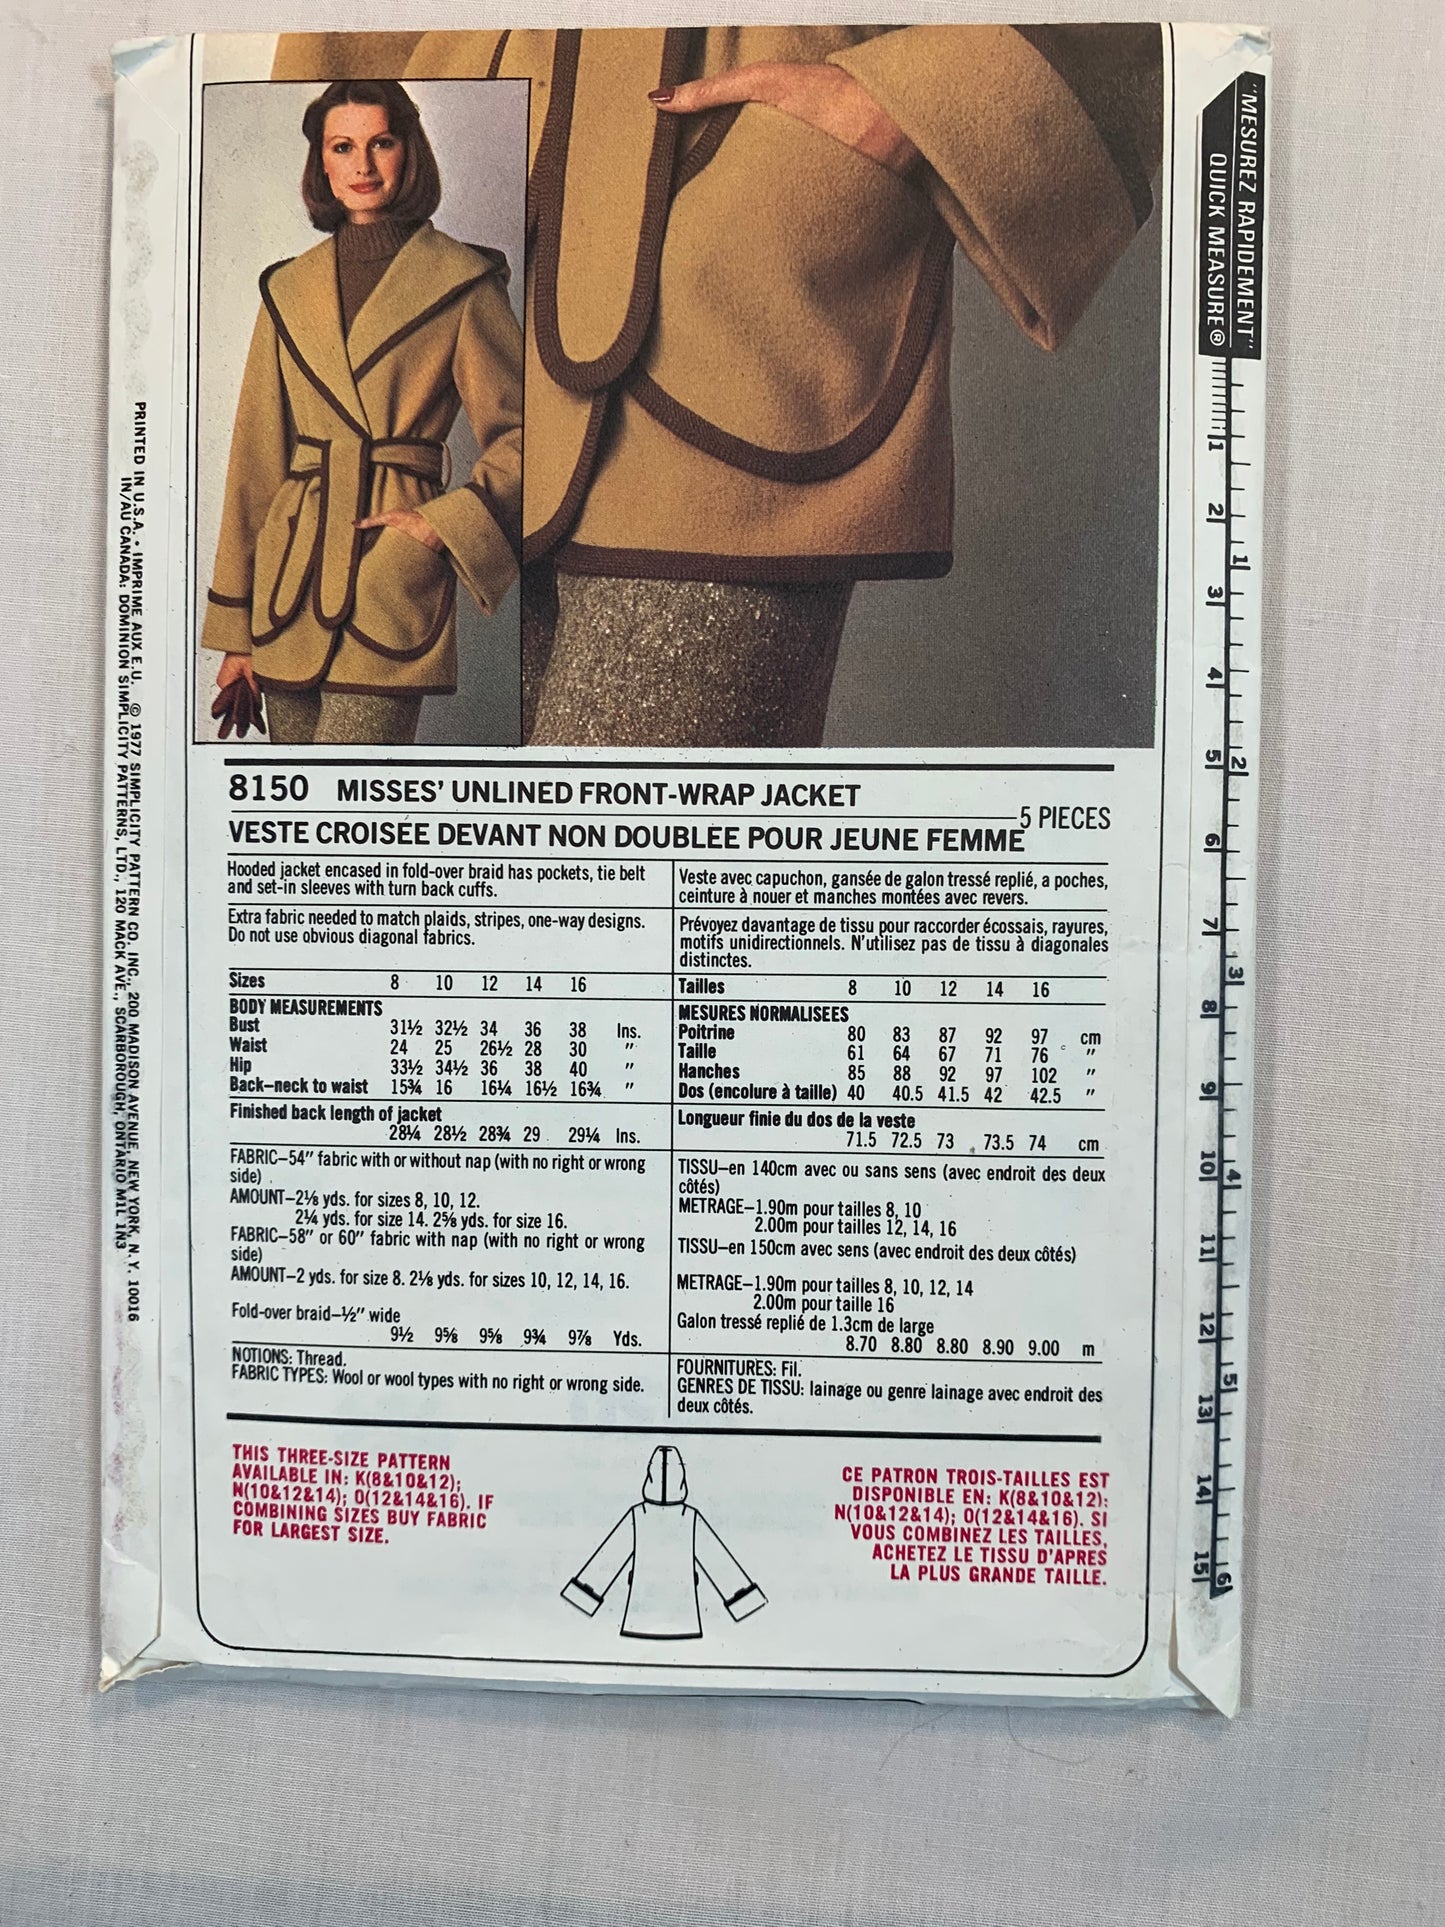 8150 MISSES' UNLINED FRONT-WRAP JACKET
5 PIECES
VESTE CROISÉE DEVANT NON DOUBLÉE POUR JEUNE FEMME
Hooded jacket encased in fold-over braid has pockets, tie belt
and set-in sleeves with turn back cuffs.
Extra fabric needed to match plaids, stripes, one-way designs.
Do not use obvious diagonal fabrics.
Sizes 8 10 12 14 16
BODY MEASUREMENTS
Bust 31½ 32½ 34 36 38 Ins.
Waist 24 25 26½ 28 30 "
Hip 33½ 34½ 36 38 40 "
Back-neck to waist 15¾ 16 16¼ 16½ 16¾ "
Finished back length of jacket
28¼ 28½ 28¾ 29 29¼ Ins.
FABRIC-54" fabric with or without nap (with no right or wrong
side)
AMOUNT-2⅛ yds. for sizes 8, 10, 12.
2¼ yds. for size 14. 2⅝ yds. for size 16.
FABRIC-58" or 60" fabric with nap (with no right or wrong
side)
AMOUNT-2 yds. for size 8. 2⅛ yds. for sizes 10, 12, 14, 16.
Fold-over braid-½" wide
9½ 9⅝ 9⅝ 9¾ 9⅞ Yds.
NOTIONS: Thread.
FABRIC TYPES: Wool or wool types with no right or wrong side.
Veste avec capuchon, gansée de galon tressé replié, a poches,
ceinture à nouer et manches montées avec revers.
Prévoyez davantage de tissu pour raccorder écossais, rayures,
motifs unidirectionnels. N'utilisez pas de tissu à diagonales
distinctes.
Tailles 8 10 12 14 16
MESURES NORMALISEES
Poitrine 80 83 87 92 97 cm
Taille 61 64 67 71 76 "
Hanches 85 88 92 97 102 "
Dos (encolure à taille) 40 40.5 41.5 42 42.5 "
Longueur finie du dos de la veste
71.5 72.5 73 73.5 74 cm
TISSU-en 140cm avec ou sans sens (avec endroit des deux
côtés)
METRAGE-1.90m pour tailles 8, 10
2.00m pour tailles 12, 14, 16
TISSU-en 150cm avec sens (avec endroit des deux côtés)
METRAGE-1.90m pour tailles 8, 10, 12, 14
2.00m pour taille 16
Galon tressé replié de 1.3cm de large
8.70 8.80 8.80 8.90 9.00 m
FOURNITURES: Fil.
GENRES DE TISSU: lainage ou genre lainage avec endroit des
deux côtés.
THIS THREE-SIZE PATTERN
AVAILABLE IN: K(8&10&12);
N(10&12&14); O(12&14&16). IF
COMBINING SIZES BUY FABRIC
FOR LARGEST SIZE.
CE PATRON TROIS-TAILLES EST
DISPONIBLE EN: K(8&10&12);
N(10&12&14); O(12&14&16). SI
VOUS COMBINEZ LES TAILLES,
ACHETEZ LE TISSU D'APRES
LA PLUS GRANDE TAILLE.
PRINTED IN U.S.A. • IMPRIME AUX E.U. © 1977 SIMPLICITY PATTERN CO. INC., 200 MADISON AVENUE, NEW YORK, N. Y. 10016
IN/AU CANADA: DOMINION SIMPLICITY PATTERNS, LTD., 120 MACK AVE., SCARBOROUGH, ONTARIO M1L 1N3
"MESUREZ RAPIDEMENT"
QUICK MEASURE®
1 2 3 4 5 6
1 2 3 4 5 6 7 8 9 10 11 12 13 14 15